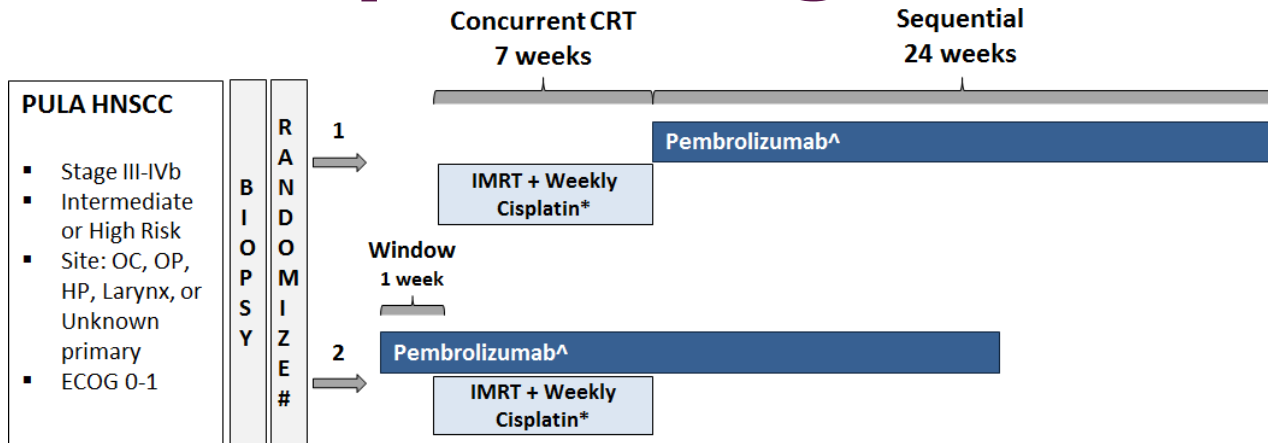 Concurrent CRT
7 weeks
Sequential
24 weeks
PULA HNSCC
▪ Stage III-IVb
▪ Intermediate
or High Risk
▪ Site: OC, OP,
HP, Larynx, or
Unknown
primary
▪ ECOG 0-1
BIOPSY
RANDOMIZE#
1
Pembrolizumab^
IMRT + Weekly
Cisplatin*
Window
1 week
2
Pembrolizumab^
IMRT + Weekly
Cisplatin*